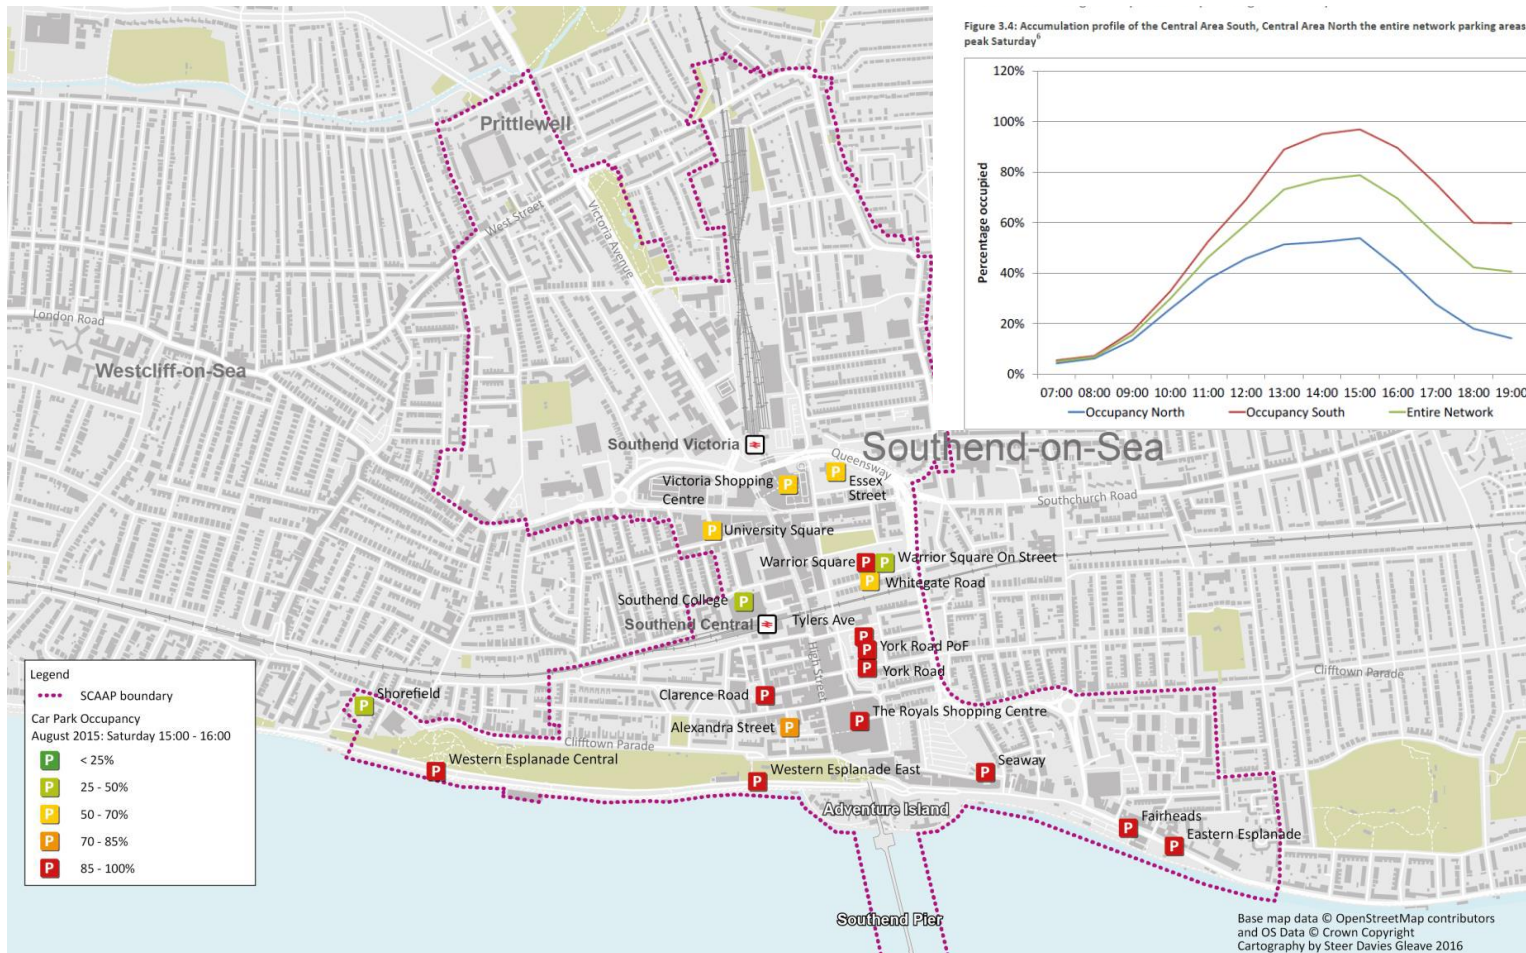 Figure 3.4: Accumulation profile of the Central Area South, Central Area North the entire network parking areas
peak Saturday6
120%
100%
80%
60%
40%
20%
0%
Percentage occupied
07:00 08:00 09:00 10:00 11:00 12:00 13:00 14:00 15:00 16:00 17:00 18:00 19:00
Occupancy North
Occupancy South
Entire Network
Prittlewell
West Street
Victoria Avenue
London Road
Westcliff-on-Sea
Southend Victoria
Southend-on-Sea
Queensway
Victoria Shopping
Centre
P
P
Essex
Street
Southchurch Road
P
University Square
Warrior Square
P
P
Warrior Square On Street
P
Whitegate Road
Southend College
P
Southend Central
Tylers Ave
P
P
York Road PoF
P
York Road
High Street
Clifftown Parade
Clarence Road
P
P
The Royals Shopping Centre
Alexandra Street
P
Clifftown Parade
Shorefield
P
Western Esplanade Central
P
Western Esplanade East
P
Seaway
P
Adventure Island
Fairheads
P
Eastern Esplanade
P
Southend Pier
Legend
SCAAP boundary
Car Park Occupancy
August 2015: Saturday 15:00 - 16:00
P < 25%
P 25 - 50%
P 50 - 70%
P 70 - 85%
P 85 - 100%
Base map data © OpenStreetMap contributors
and OS Data © Crown Copyright
Cartography by Steer Davies Gleave 2016